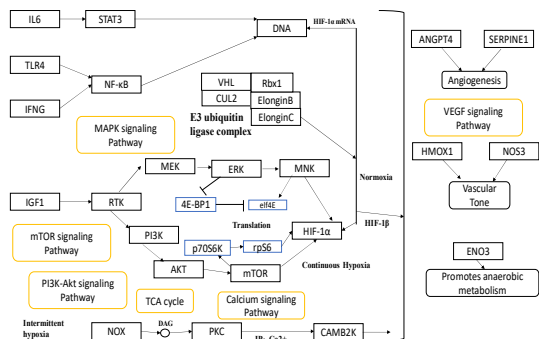 IL6
STAT3
DNA
HIF-1α mRNA
ANGPT4
SERPINE1
TLR4
NF-κB
IFNG
Angiogenesis
VHL
Rbx1
CUL2
ElonginB
ElonginC
E3 ubiquitin
ligase complex
MAPK signaling
Pathway
VEGF signaling
Pathway
HMOX1
NOS3
MEK
ERK
MNK
Normoxia
Vascular
Tone
IGF1
RTK
4E-BP1
eIf4E
Translation
HIF-1β
PI3K
HIF-1α
mTOR signaling
Pathway
p70S6K
rpS6
ENO3
AKT
mTOR
Continuous Hypoxia
Promotes anaerobic
metabolism
PI3K-Akt signaling
Pathway
TCA cycle
Calcium signaling
Pathway
Intermittent
hypoxia
NOX
DAG
PKC
CAMB2K